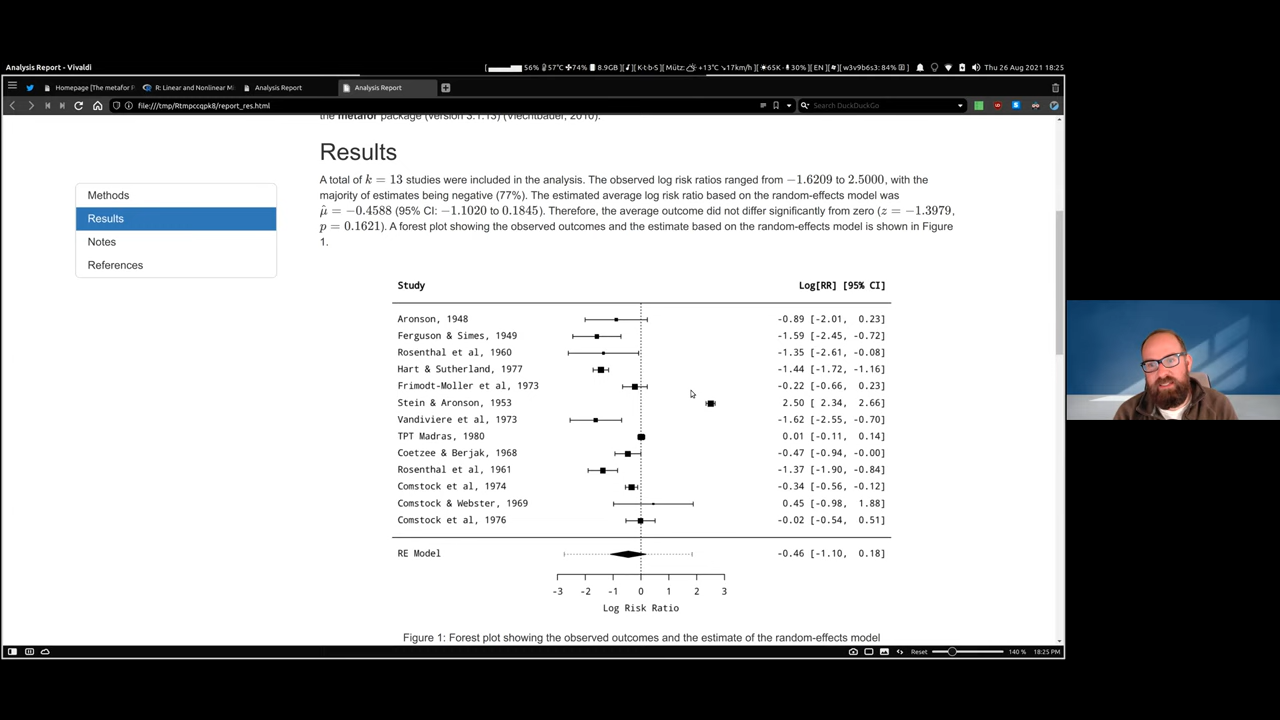 Analysis Report - Vivaldi
56% 57°C 74% 8.9GB K·t·b·S Mütz: +13°C 17km/h 65K 30% EN w3v9b6s3: 84% Thu 26 Aug 2021 18:25
Homepage [The metafor P R: Linear and Nonlinear M Analysis Report Analysis Report
file:///tmp/Rtmpccqpk8/report_res.html Search DuckDuckGo
the metafor package (version 3.1.13) (Viechtbauer, 2010).
Methods
Results
Notes
References
Results
A total of k = 13 studies were included in the analysis. The observed log risk ratios ranged from −1.6209 to 2.5000, with the
majority of estimates being negative (77%). The estimated average log risk ratio based on the random-effects model was
μ̂ = −0.4588 (95% CI: −1.1020 to 0.1845). Therefore, the average outcome did not differ significantly from zero (z = −1.3979,
p = 0.1621). A forest plot showing the observed outcomes and the estimate based on the random-effects model is shown in Figure
1.
Study Log[RR] [95% CI]
Aronson, 1948 -0.89 [-2.01, 0.23]
Ferguson & Simes, 1949 -1.59 [-2.45, -0.72]
Rosenthal et al, 1960 -1.35 [-2.61, -0.08]
Hart & Sutherland, 1977 -1.44 [-1.72, -1.16]
Frimodt-Moller et al, 1973 -0.22 [-0.66, 0.23]
Stein & Aronson, 1953 2.50 [ 2.34, 2.66]
Vandiviere et al, 1973 -1.62 [-2.55, -0.70]
TPT Madras, 1980 0.01 [-0.11, 0.14]
Coetzee & Berjak, 1968 -0.47 [-0.94, -0.00]
Rosenthal et al, 1961 -1.37 [-1.90, -0.84]
Comstock et al, 1974 -0.34 [-0.56, -0.12]
Comstock & Webster, 1969 0.45 [-0.98, 1.88]
Comstock et al, 1976 -0.02 [-0.54, 0.51]
RE Model -0.46 [-1.10, 0.18]
-3 -2 -1 0 1 2 3
Log Risk Ratio
Figure 1: Forest plot showing the observed outcomes and the estimate of the random-effects model
Reset 140 % 18:25 PM